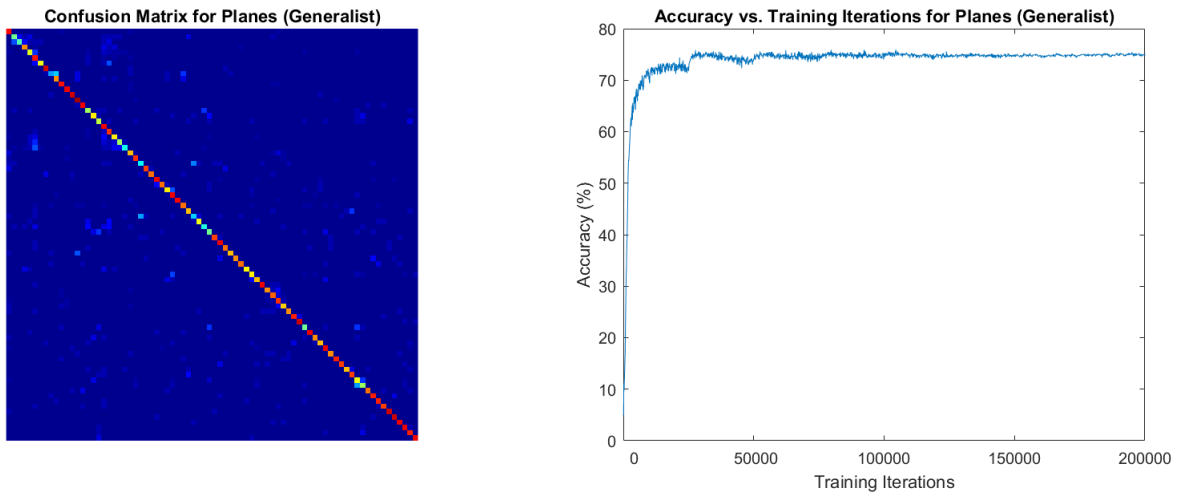 Confusion Matrix for Planes (Generalist)
Accuracy vs. Training Iterations for Planes (Generalist)
80
70
60
50
40
30
20
10
0
Accuracy (%)
0 50000 100000 150000 200000
Training Iterations